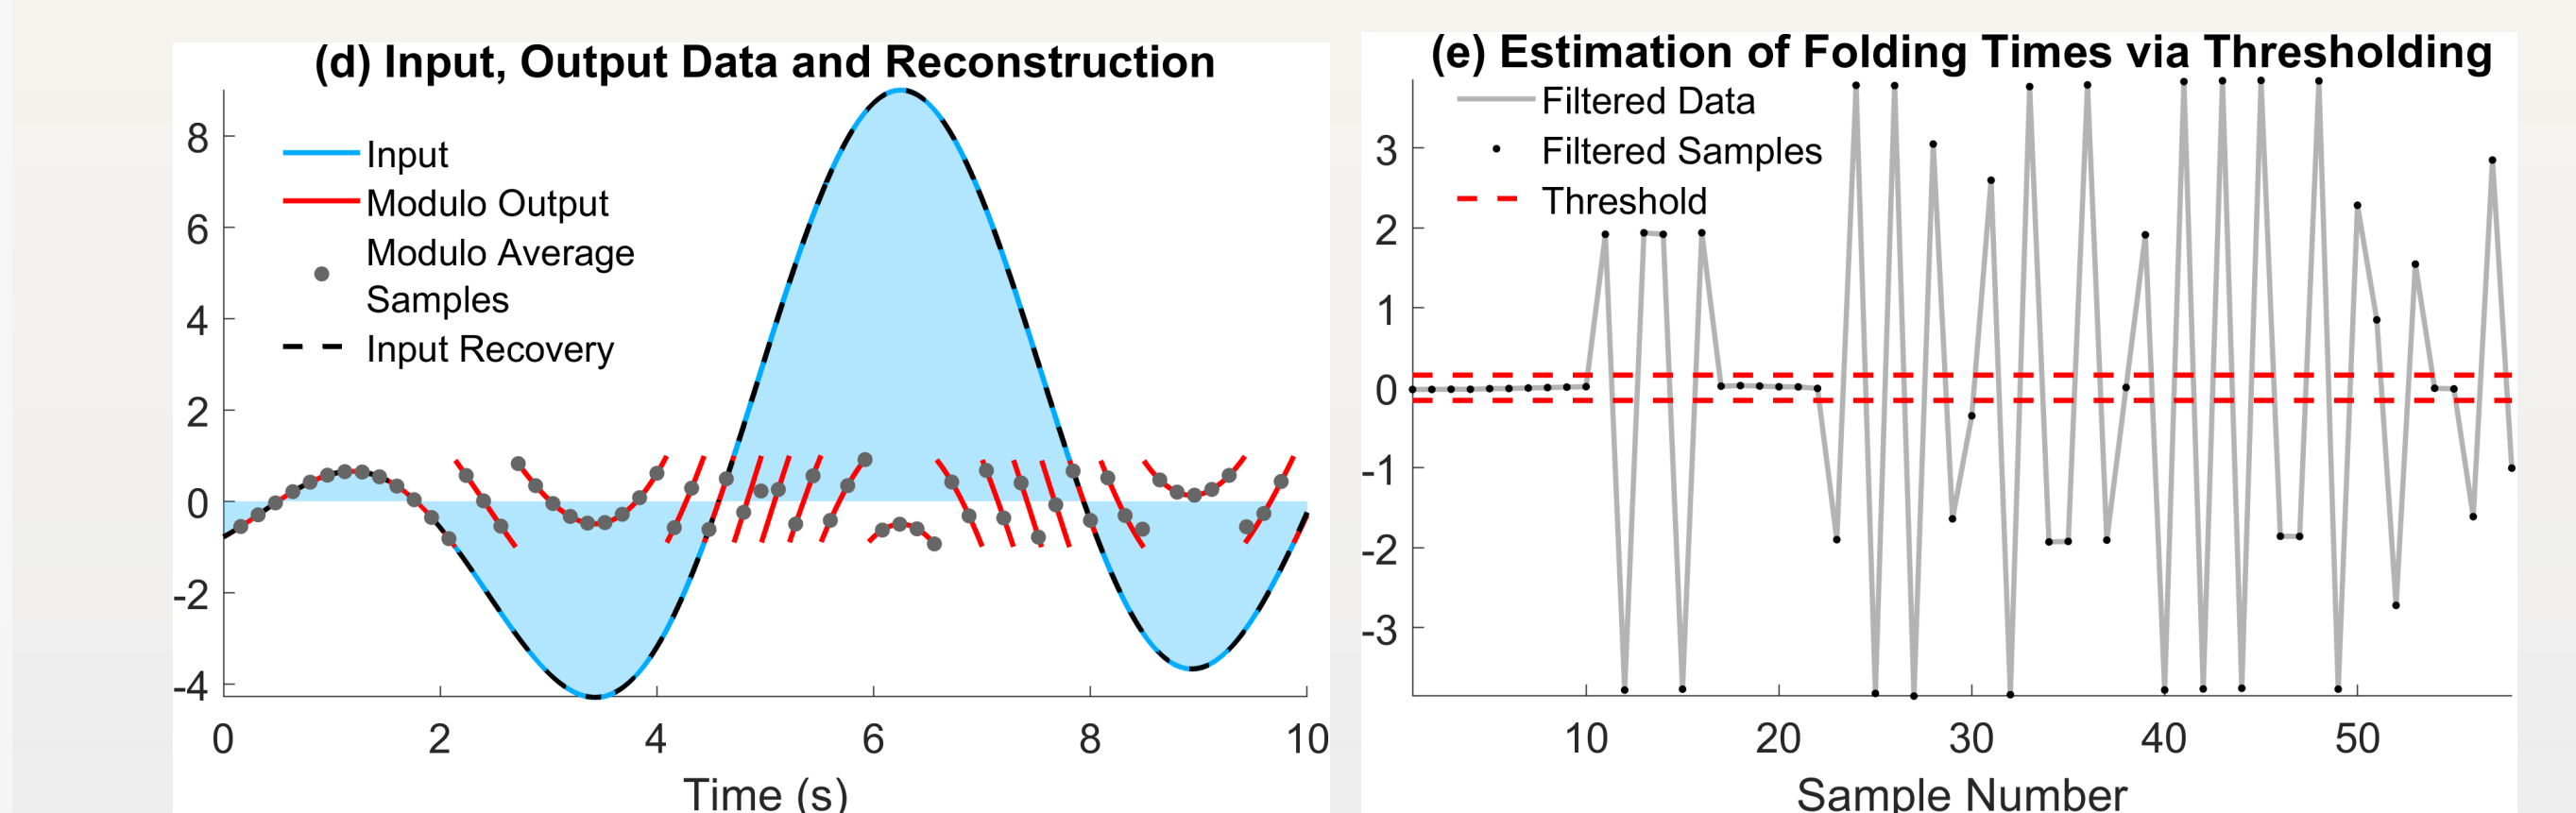 (d) Input, Output Data and Reconstruction
Input
Modulo Output
Modulo Average
Samples
Input Recovery
8
6
4
2
0
-2
-4
0 2 4 6 8 10
Time (s)
(e) Estimation of Folding Times via Thresholding
Filtered Data
Filtered Samples
Threshold
3
2
1
0
-1
-2
-3
10 20 30 40 50
Sample Number